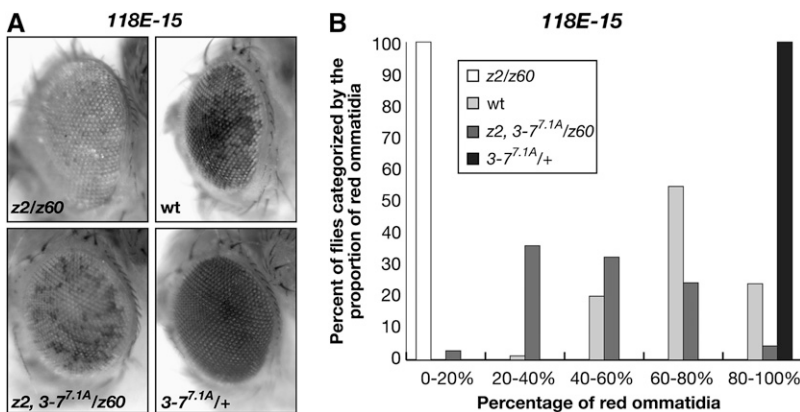 A
118E-15
z2/z60
wt
z2, 3-7^7.1A/z60
3-7^7.1A/+
B
118E-15
Percent of flies categorized by the
proportion of red ommatidia
100
90
80
70
60
50
40
30
20
10
0
z2/z60
wt
z2, 3-7^7.1A/z60
3-7^7.1A/+
0-20%
20-40%
40-60%
60-80%
80-100%
Percentage of red ommatidia